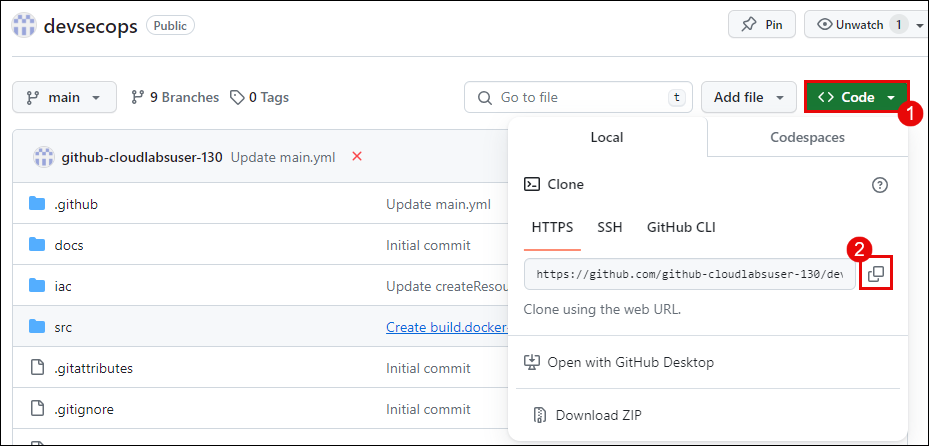 devsecops Public Pin Unwatch 1
main 9 Branches 0 Tags Go to file t Add file <> Code 1
Local Codespaces
github-cloudlabsuser-130 Update main.yml
Clone
.github Update main.yml
HTTPS SSH GitHub CLI
docs Initial commit
2
https://github.com/github-cloudlabsuser-130/dev
iac Update createResou
Clone using the web URL.
src Create build.docker-
Open with GitHub Desktop
.gitattributes Initial commit
.gitignore Initial commit
Download ZIP